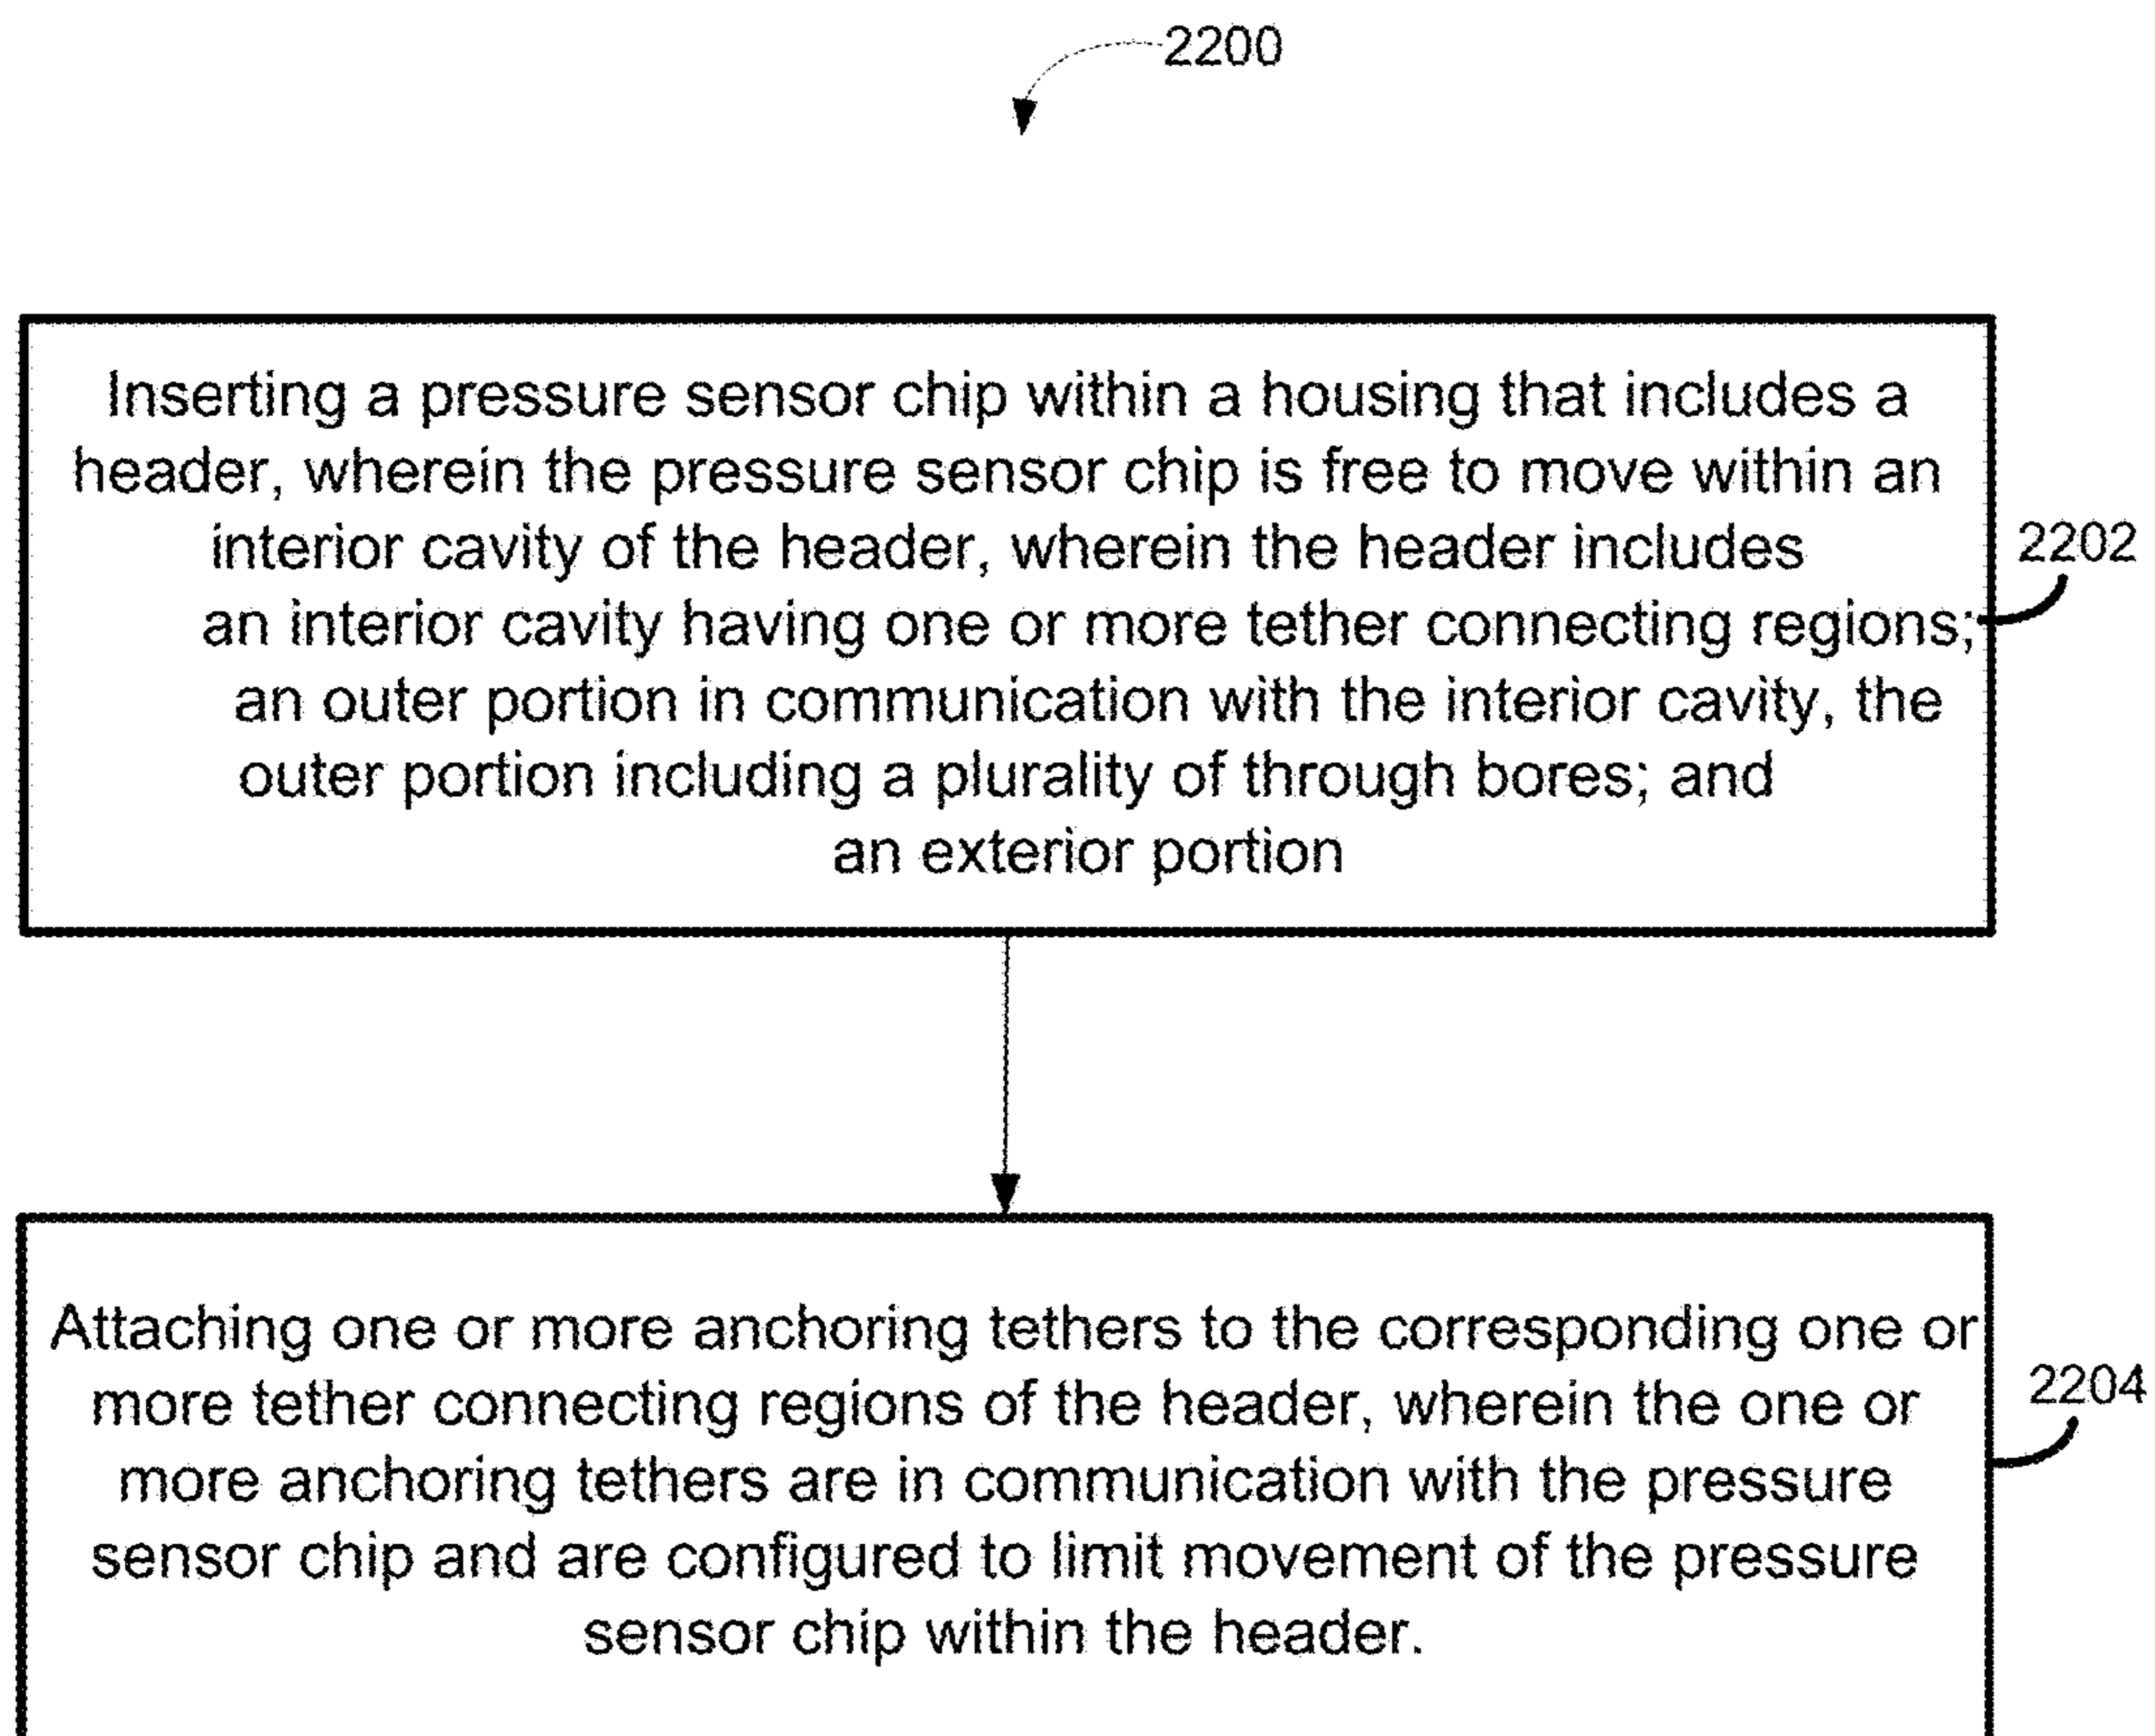 2200
Inserting a pressure sensor chip within a housing that includes a
header, wherein the pressure sensor chip is free to move within an
interior cavity of the header, wherein the header includes
an interior cavity having one or more tether connecting regions;
an outer portion in communication with the interior cavity, the
outer portion including a plurality of through bores; and
an exterior portion
2202
Attaching one or more anchoring tethers to the corresponding one or
more tether connecting regions of the header, wherein the one or
more anchoring tethers are in communication with the pressure
sensor chip and are configured to limit movement of the pressure
sensor chip within the header.
2204